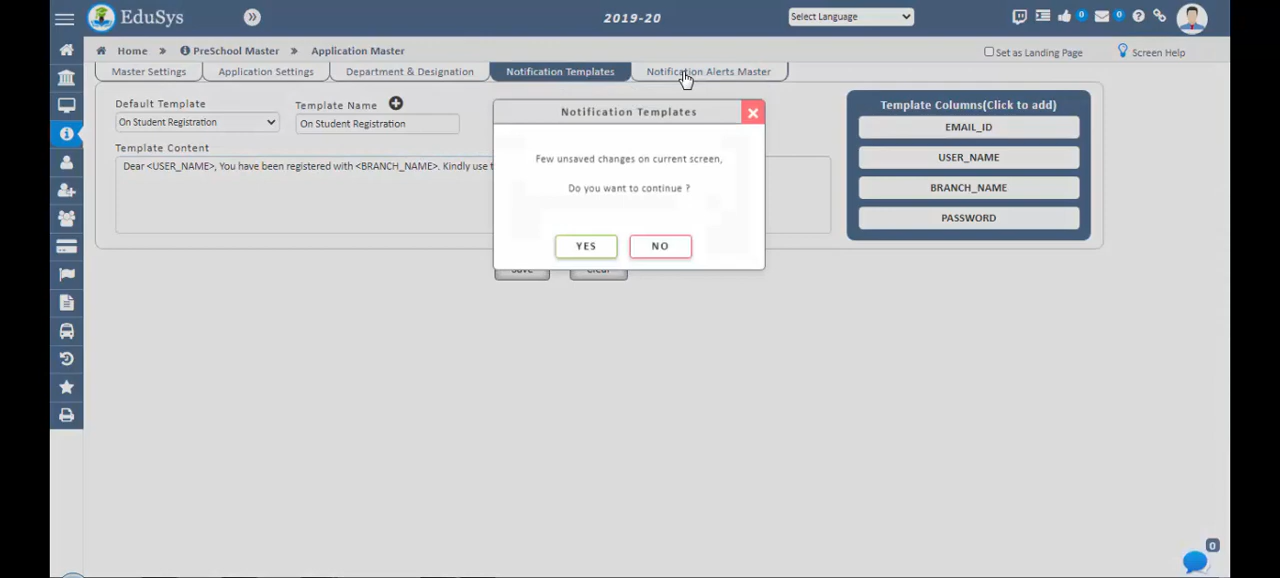 EduSys
2019-20
Select Language
0
0
Home » PreSchool Master » Application Master
Set as Landing Page
Screen Help
Master Settings
Application Settings
Department & Designation
Notification Templates
Notification Alerts Master
Default Template
On Student Registration
Template Name
On Student Registration
Template Content
Dear <USER_NAME>, You have been registered with <BRANCH_NAME>. Kindly use
Notification Templates
Few unsaved changes on current screen,
Do you want to continue ?
YES
NO
Save
Clear
Template Columns(Click to add)
EMAIL_ID
USER_NAME
BRANCH_NAME
PASSWORD
0